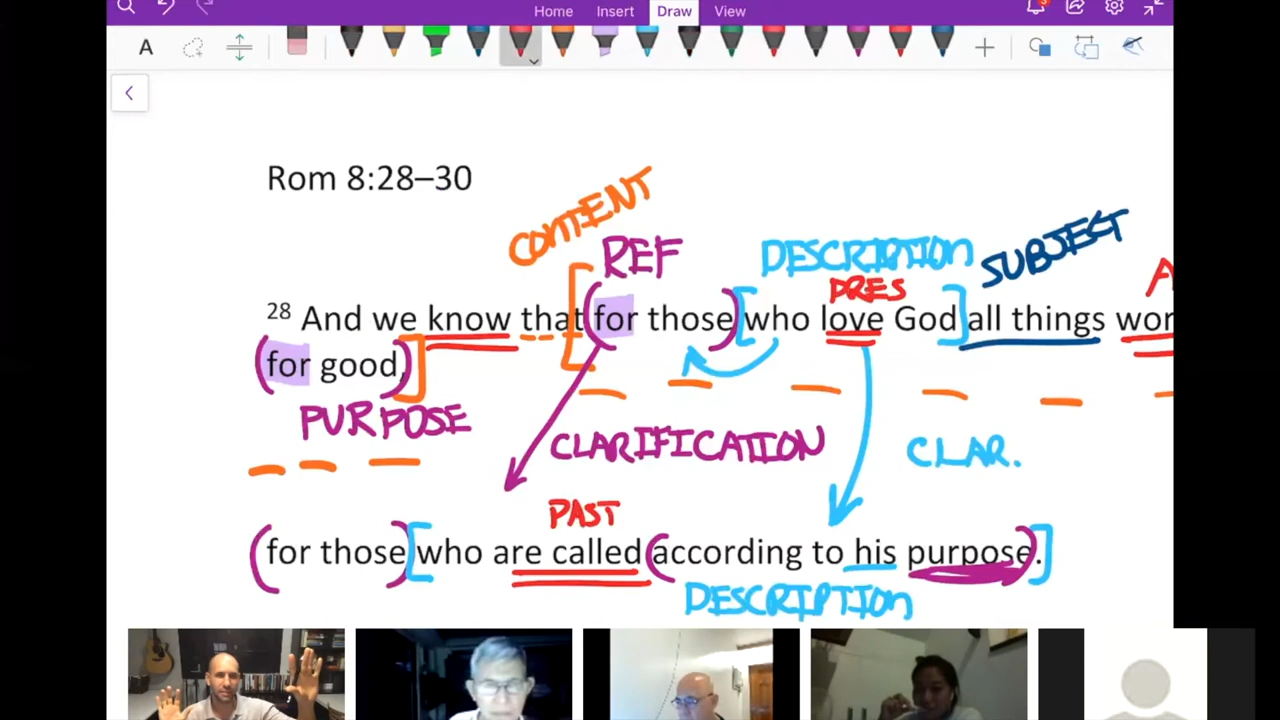 Home Insert Draw View
A
Rom 8:28–30
CONTENT
REF DESCRIPTION SUBJECT
PRES A
28 And we know that for those who love God all things wor
for good,
PURPOSE
CLARIFICATION CLAR.
PAST
for those who are called according to his purpose.
DESCRIPTION